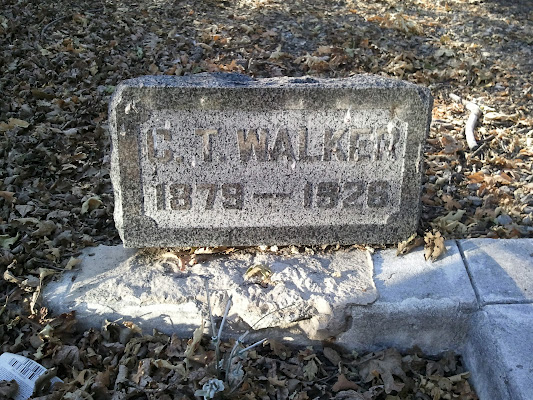 C. T. WALKER
1879 — 1926